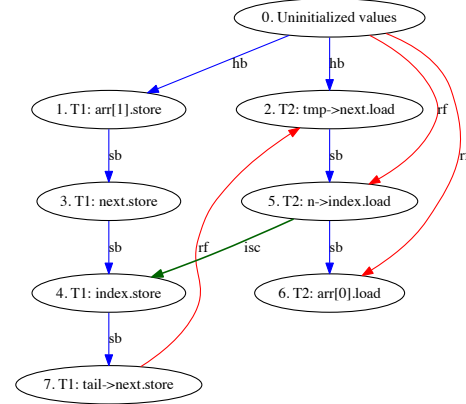 0. Uninitialized values
hb
hb
1. T1: arr[1].store
2. T2: tmp->next.load
rf
sb
sb
rf
3. T1: next.store
5. T2: n->index.load
sb
rf
isc
sb
4. T1: index.store
6. T2: arr[0].load
sb
7. T1: tail->next.store